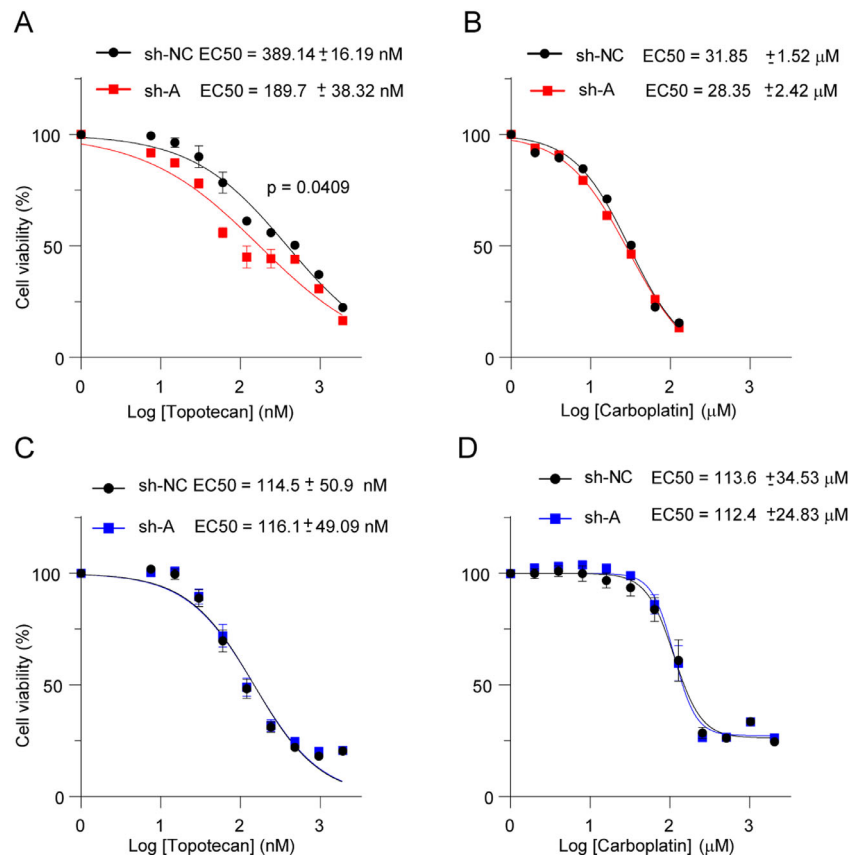 A
sh-NC EC50 = 389.14 ± 16.19 nM
sh-A EC50 = 189.7 ± 38.32 nM
100
50
0
Cell viability (%)
p = 0.0409
0 1 2 3
Log [Topotecan] (nM)
B
sh-NC EC50 = 31.85 ±1.52 μM
sh-A EC50 = 28.35 ±2.42 μM
100
50
0
0 1 2 3
Log [Carboplatin] (μM)
C
sh-NC EC50 = 114.5 ± 50.9 nM
sh-A EC50 = 116.1 ± 49.09 nM
100
50
0
Cell viability (%)
0 1 2 3
Log [Topotecan] (nM)
D
sh-NC EC50 = 113.6 ±34.53 μM
sh-A EC50 = 112.4 ±24.83 μM
100
50
0
0 1 2 3
Log [Carboplatin] (μM)